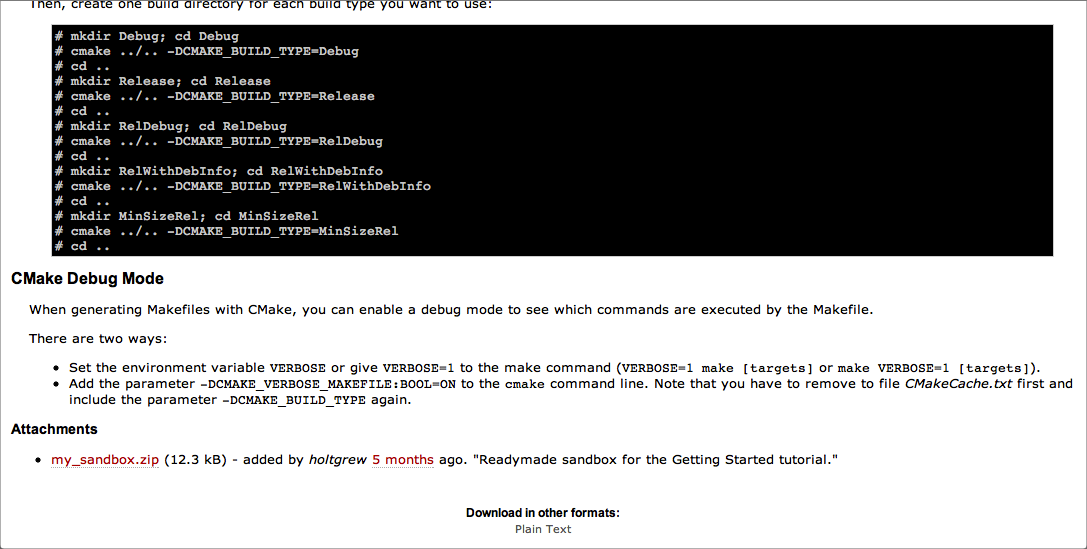 Then, create one build directory for each build type you want to use:
# mkdir Debug; cd Debug
# cmake ../.. -DCMAKE_BUILD_TYPE=Debug
# cd ..
# mkdir Release; cd Release
# cmake ../.. -DCMAKE_BUILD_TYPE=Release
# cd ..
# mkdir RelDebug; cd RelDebug
# cmake ../.. -DCMAKE_BUILD_TYPE=RelDebug
# cd ..
# mkdir RelWithDebInfo; cd RelWithDebInfo
# cmake ../.. -DCMAKE_BUILD_TYPE=RelWithDebInfo
# cd ..
# mkdir MinSizeRel; cd MinSizeRel
# cmake ../.. -DCMAKE_BUILD_TYPE=MinSizeRel
# cd ..
CMake Debug Mode
When generating Makefiles with CMake, you can enable a debug mode to see which commands are executed by the Makefile.
There are two ways:
• Set the environment variable VERBOSE or give VERBOSE=1 to the make command (VERBOSE=1 make [targets] or make VERBOSE=1 [targets]).
• Add the parameter -DCMAKE_VERBOSE_MAKEFILE:BOOL=ON to the cmake command line. Note that you have to remove to file CMakeCache.txt first and
include the parameter -DCMAKE_BUILD_TYPE again.
Attachments
• my_sandbox.zip (12.3 kB) - added by holtgrew 5 months ago. "Readymade sandbox for the Getting Started tutorial."
Download in other formats:
Plain Text